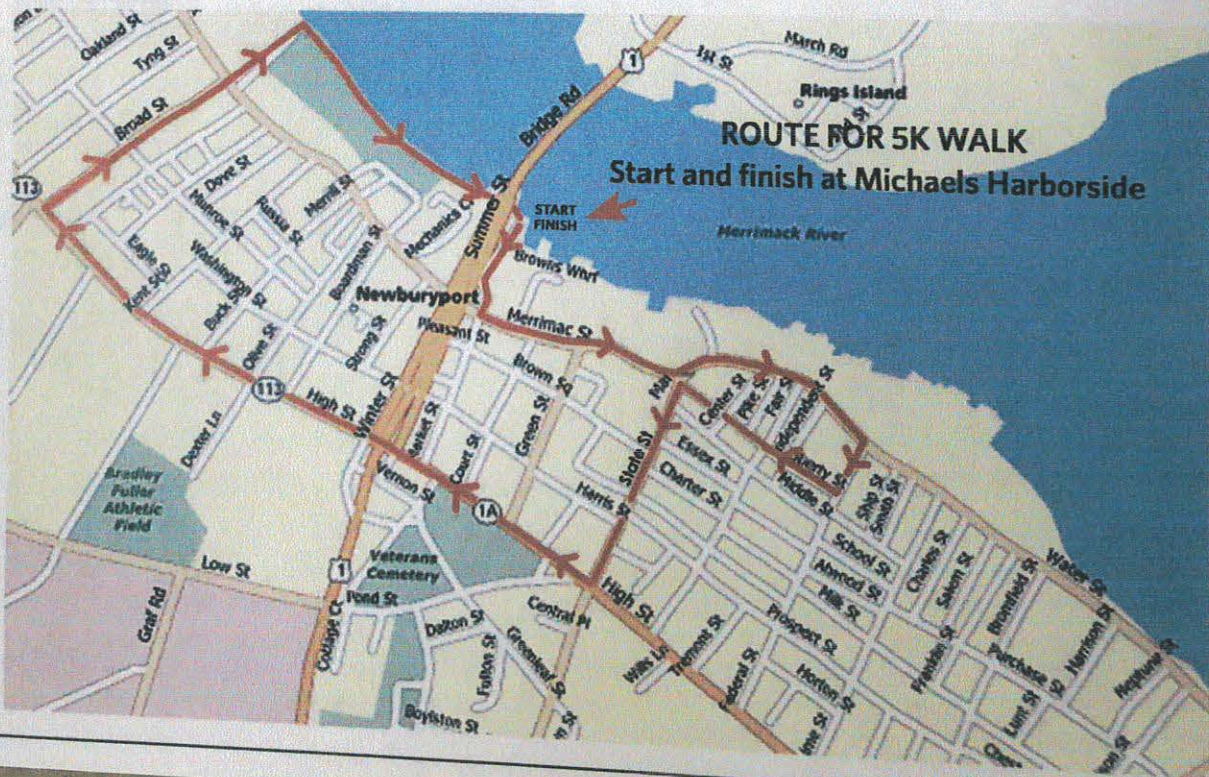 Oakland St
Tyng St
Broad St
113
Dove St
Munroe St
Russia St
Merrill St
Eagle
Kent St
Washington St
Buck St
Olive St
Boardman St
Strong St
Mechanics Ct
Summer St
Bridge Rd
1
1st St
March Rd
Rings Island
ROUTE FOR 5K WALK
Start and finish at Michaels Harborside
START
FINISH
Merrimack River
Browns Whrf
Newburyport
Pleasant St
Merrimac St
Brown Sq
Green St
Winter St
Market St
Court St
113
High St
Vernon St
1A
Mar
State St
Center St
Pike St
Fair St
Independent St
Liberty St
Middle St
Essex St
Charter St
Harris St
Ship St
Smith St
School St
Atwood St
Milk St
Charles St
Salem St
Bromfield St
Water St
Harrison St
Neptune St
Purchase St
Lunt St
Franklin St
Prospect St
Horton St
Federal St
Tremont St
Wills
High St
Central Pl
Dexter Ln
Bradley
Fuller
Athletic
Field
Low St
Graf Rd
1
Veterans
Cemetery
Pond St
Cottage Ct
Dalton St
Fulton St
Greenleaf St
Boylston St